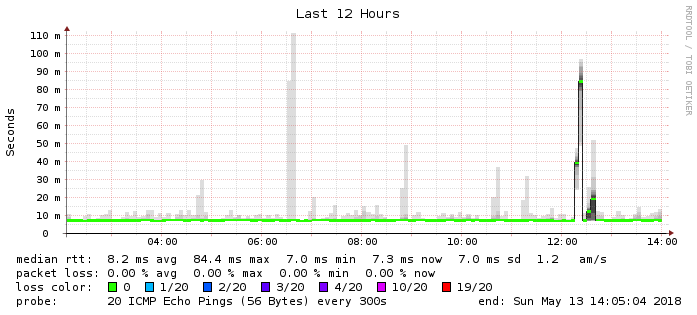 Last 12 Hours
RRDTOOL / TOBI OETIKER
110 m
100 m
90 m
80 m
70 m
60 m
50 m
40 m
30 m
20 m
10 m
0
Seconds
04:00 06:00 08:00 10:00 12:00 14:00
median rtt: 8.2 ms avg 84.4 ms max 7.0 ms min 7.3 ms now 7.0 ms sd 1.2 am/s
packet loss: 0.00 % avg 0.00 % max 0.00 % min 0.00 % now
loss color: 0 1/20 2/20 3/20 4/20 10/20 19/20
probe: 20 ICMP Echo Pings (56 Bytes) every 300s end: Sun May 13 14:05:04 2018